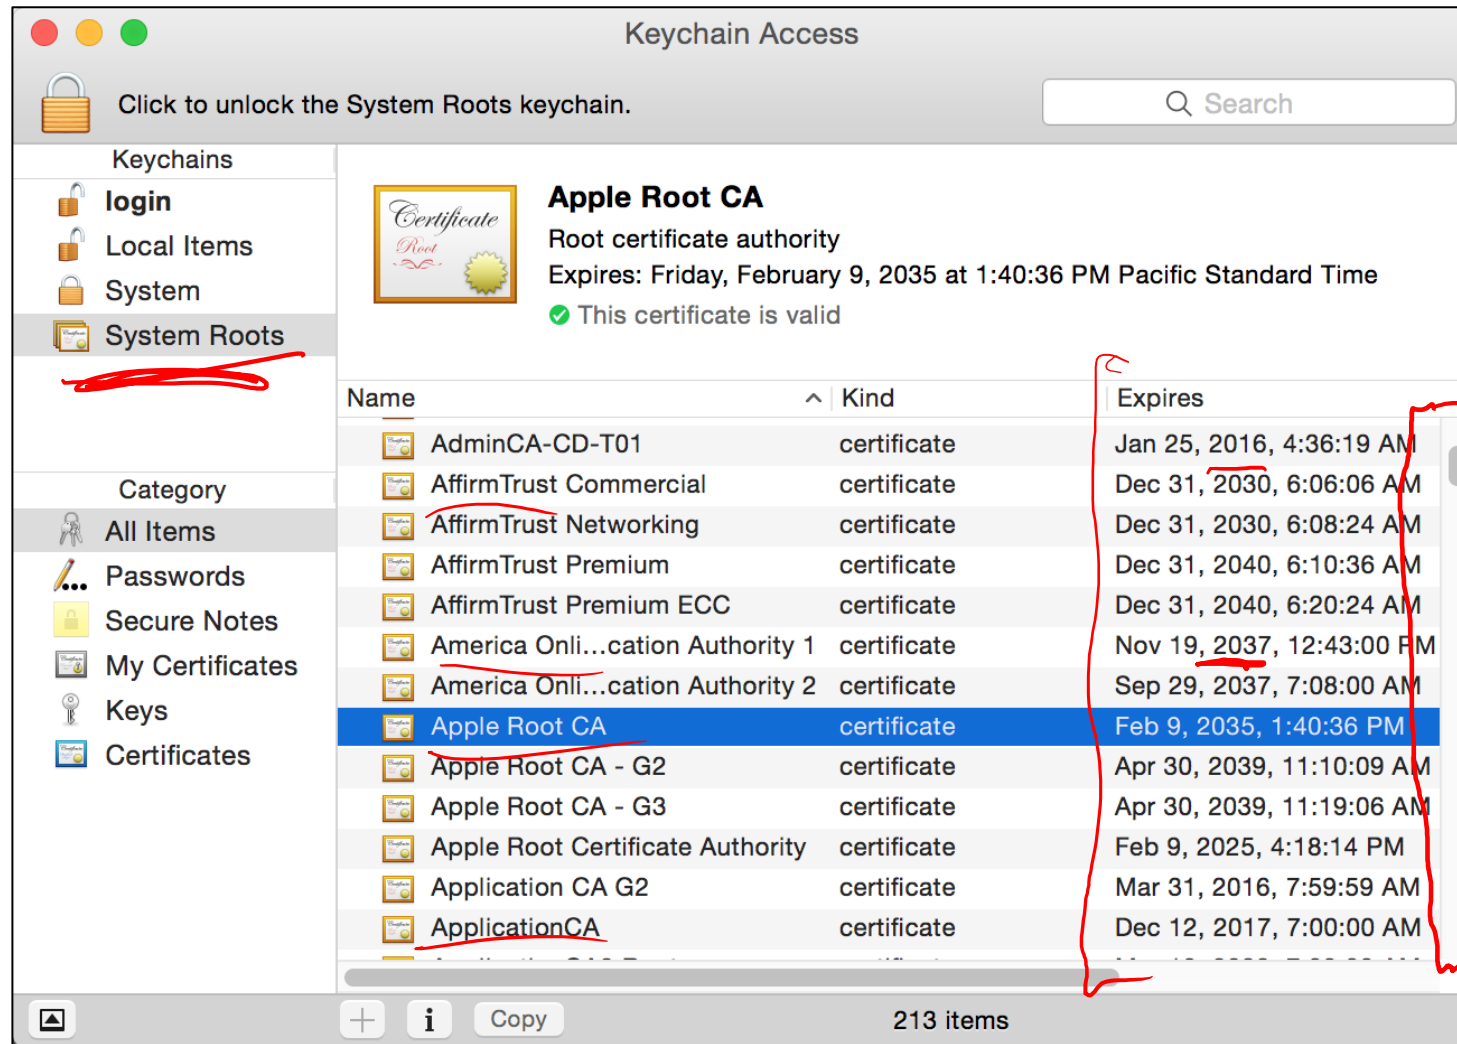 Keychain Access
Click to unlock the System Roots keychain.
Search
Keychains
login
Local Items
System
System Roots
Category
All Items
Passwords
Secure Notes
My Certificates
Keys
Certificates
Certificate
Root
Apple Root CA
Root certificate authority
Expires: Friday, February 9, 2035 at 1:40:36 PM Pacific Standard Time
This certificate is valid
Name Kind Expires
AdminCA-CD-T01 certificate Jan 25, 2016, 4:36:19 AM
AffirmTrust Commercial certificate Dec 31, 2030, 6:06:06 AM
AffirmTrust Networking certificate Dec 31, 2030, 6:08:24 AM
AffirmTrust Premium certificate Dec 31, 2040, 6:10:36 AM
AffirmTrust Premium ECC certificate Dec 31, 2040, 6:20:24 AM
America Onli...cation Authority 1 certificate Nov 19, 2037, 12:43:00 PM
America Onli...cation Authority 2 certificate Sep 29, 2037, 7:08:00 AM
Apple Root CA certificate Feb 9, 2035, 1:40:36 PM
Apple Root CA - G2 certificate Apr 30, 2039, 11:10:09 AM
Apple Root CA - G3 certificate Apr 30, 2039, 11:19:06 AM
Apple Root Certificate Authority certificate Feb 9, 2025, 4:18:14 PM
Application CA G2 certificate Mar 31, 2016, 7:59:59 AM
ApplicationCA certificate Dec 12, 2017, 7:00:00 AM
Copy
213 items